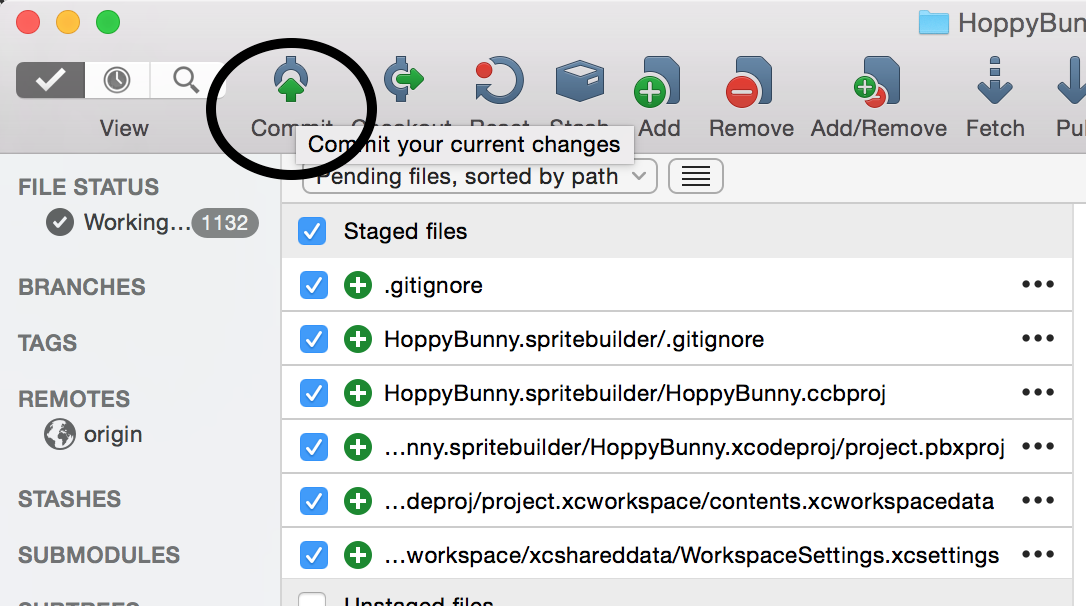 HoppyBun
View
Commit
Checkout
Reset
Stash
Add
Remove
Add/Remove
Fetch
Pul
Commit your current changes
Pending files, sorted by path
FILE STATUS
Working... 1132
BRANCHES
TAGS
REMOTES
origin
STASHES
SUBMODULES
SUBTREES
Staged files
.gitignore
HoppyBunny.spritebuilder/.gitignore
HoppyBunny.spritebuilder/HoppyBunny.ccbproj
...nny.spritebuilder/HoppyBunny.xcodeproj/project.pbxproj
...deproj/project.xcworkspace/contents.xcworkspacedata
...workspace/xcshareddata/WorkspaceSettings.xcsettings
Unstaged files